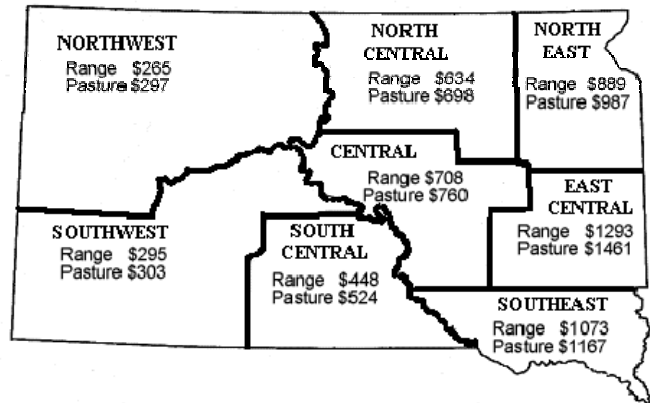 NORTHWEST
Range $265
Pasture $297
NORTH
CENTRAL
Range $634
Pasture $698
NORTH
EAST
Range $889
Pasture $987
CENTRAL
Range $708
Pasture $760
EAST
CENTRAL
Range $1293
Pasture $1461
SOUTHWEST
Range $295
Pasture $303
SOUTH
CENTRAL
Range $448
Pasture $524
SOUTHEAST
Range $1073
Pasture $1167